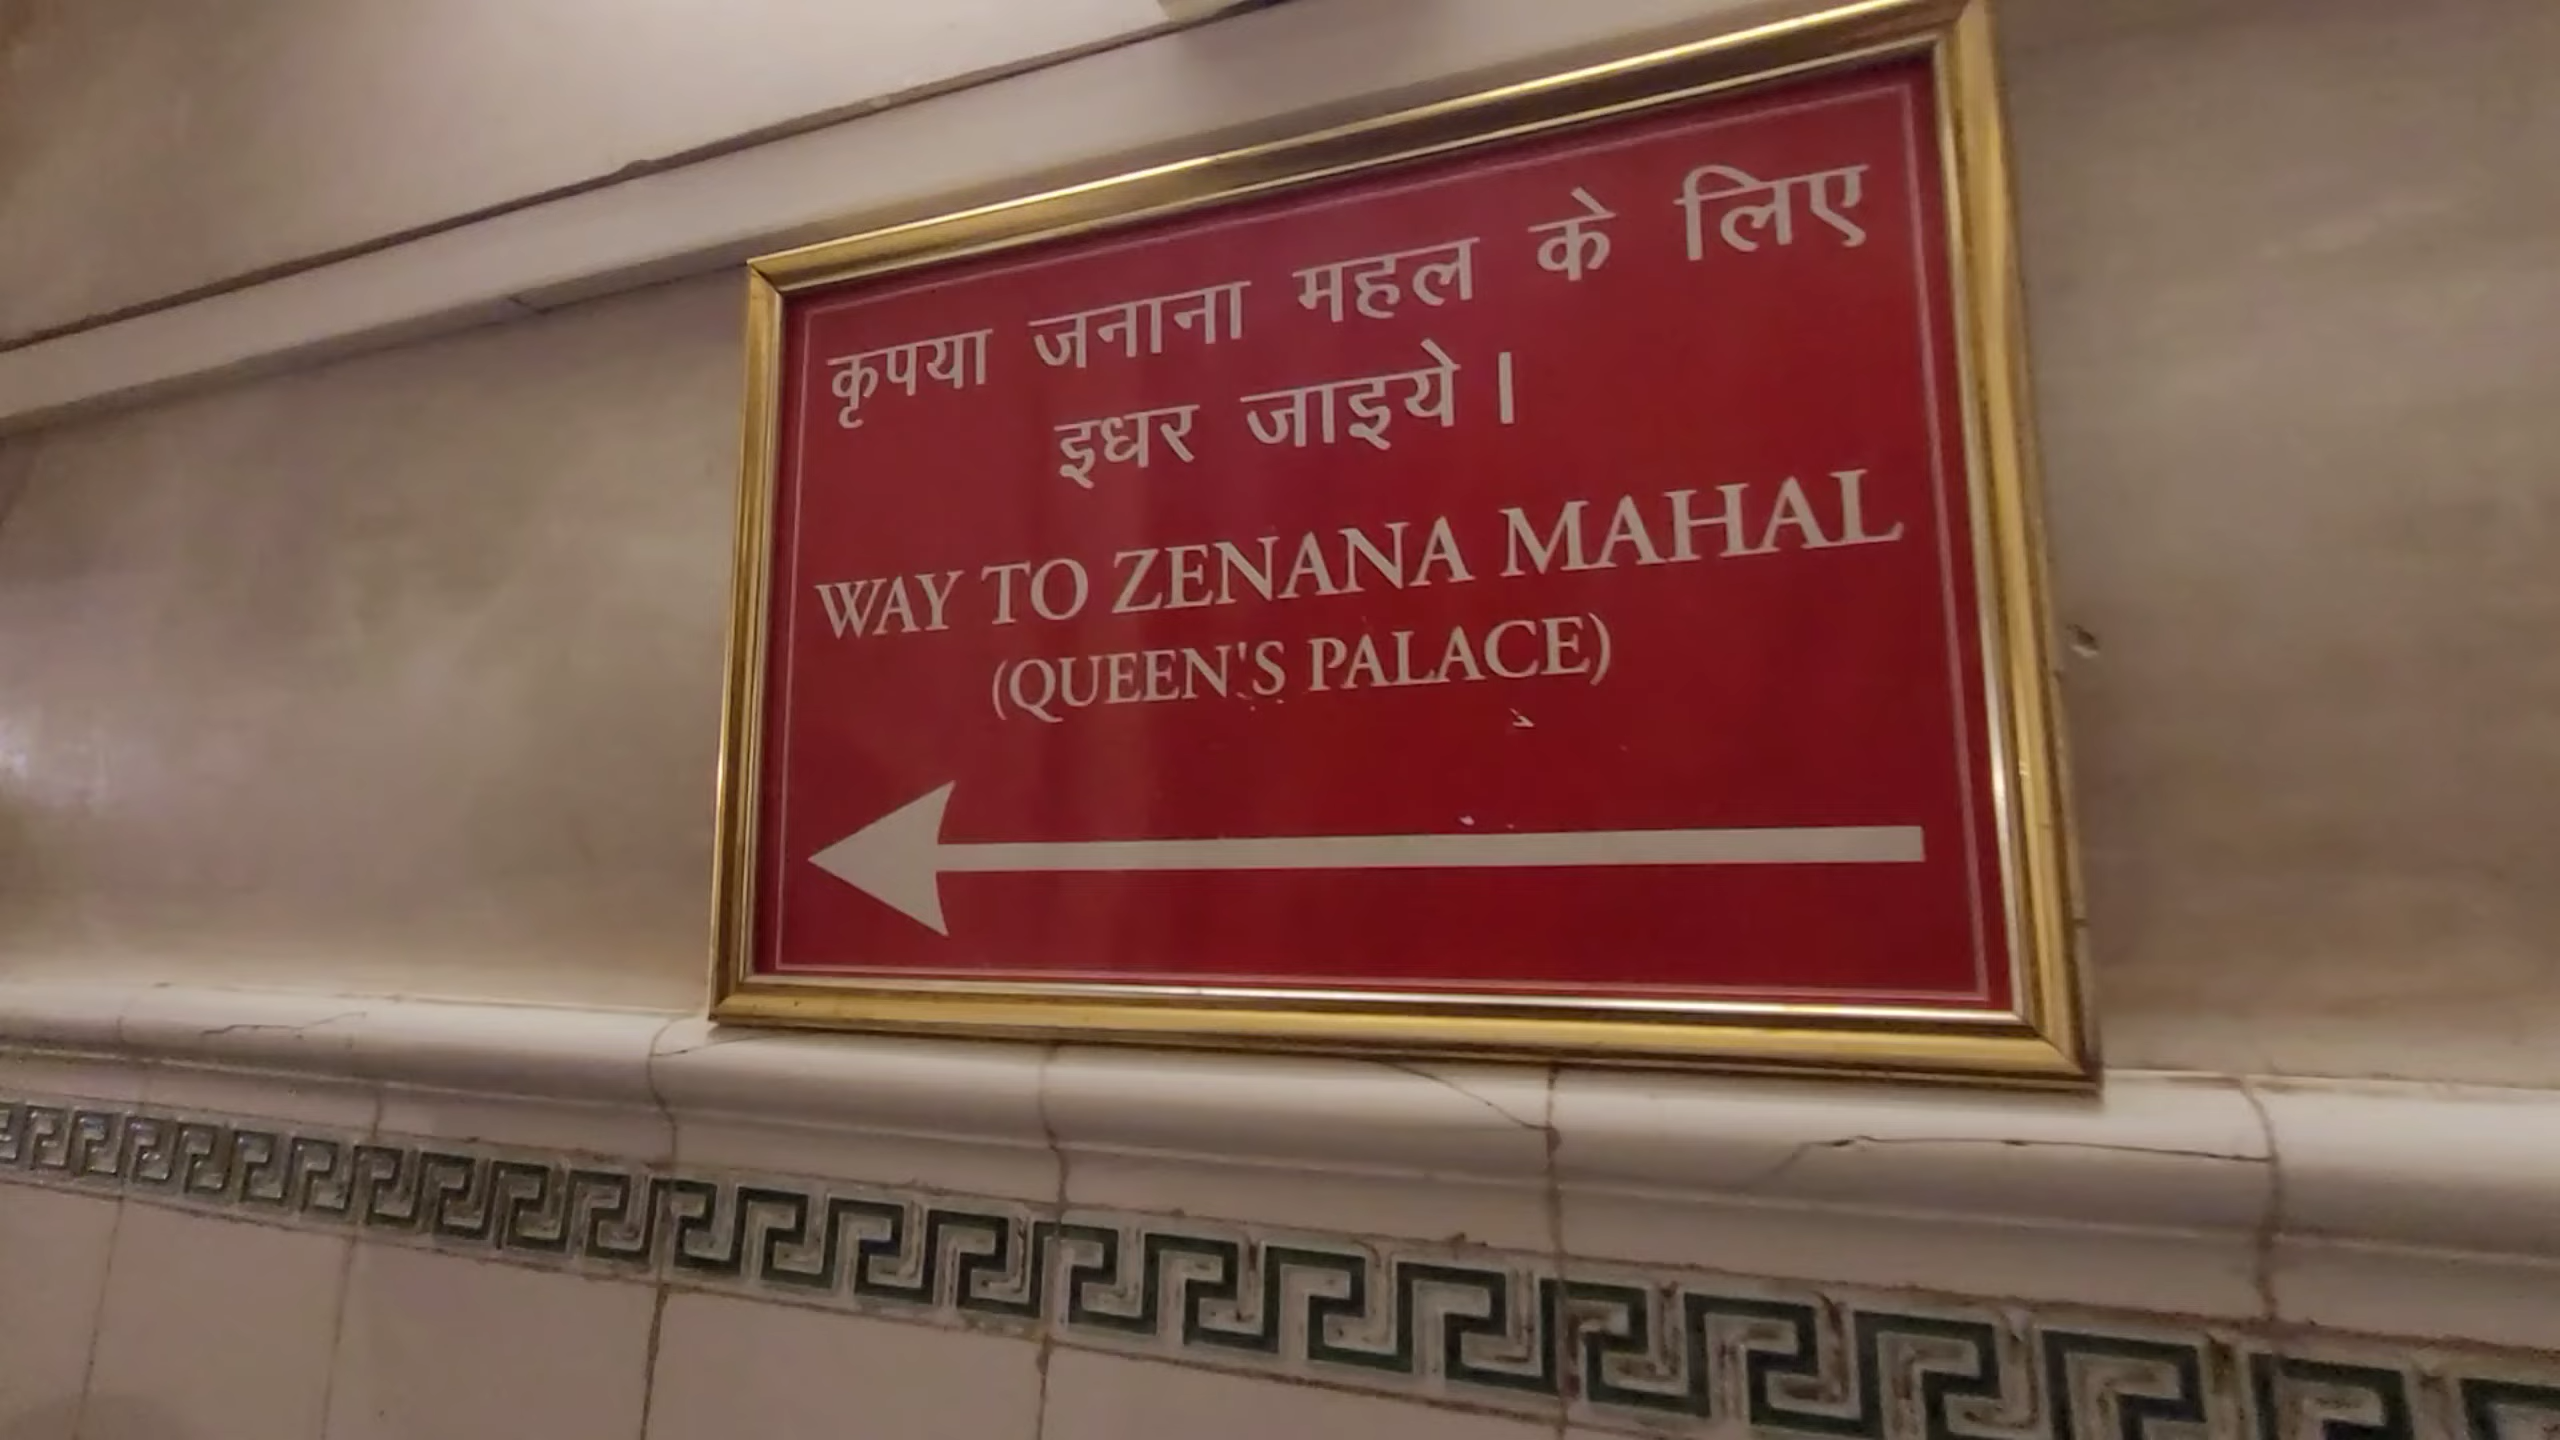 कृपया जनाना महल के लिए
इधर जाइये।
WAY TO ZENANA MAHAL
(QUEEN'S PALACE)